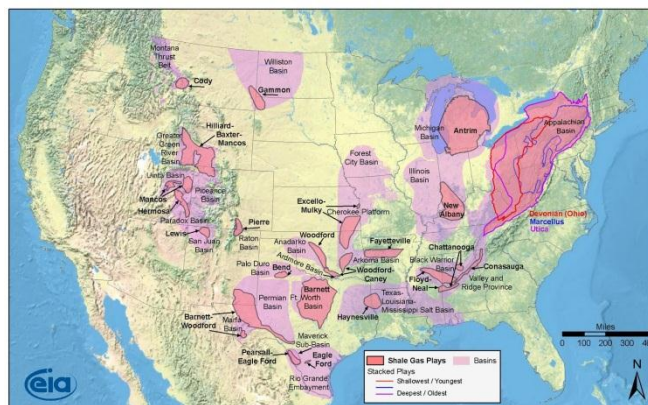 Montana
Thrust
Belt
Cody
Williston
Basin
Gammon
Hilliard-
Baxter-
Mancos
Greater
Green
River
Basin
Uinta Basin
Piceance
Basin
Mancos
Hermosa
Paradox Basin
Lewis
San Juan
Basin
Pierre
Raton
Basin
Forest
City Basin
Excello-
Mulky
Cherokee Platform
Michigan
Basin
Antrim
Illinois
Basin
New
Albany
Appalachian
Basin
Devonian (Ohio)
Marcellus
Utica
Woodford
Anadarko
Basin
Fayetteville
Arkoma Basin
Chattanooga
Black Warrior
Basin
Conasauga
Valley and
Ridge Province
Floyd-
Neal
Palo Duro
Basin
Bend
Ardmore Basin
Woodford-
Caney
Permian
Basin
Barnett
Ft.
Worth
Basin
Haynesville
Texas-
Louisiana-
Mississippi Salt Basin
Barnett-
Woodford
Marfa
Basin
Maverick
Sub-Basin
Pearsall-
Eagle Ford
Eagle
Ford
Rio Grande
Embayment
Miles
0 100 200 300 400
N
Shale Gas Plays
Basins
Stacked Plays
Shallowest / Youngest
Deepest / Oldest
eia